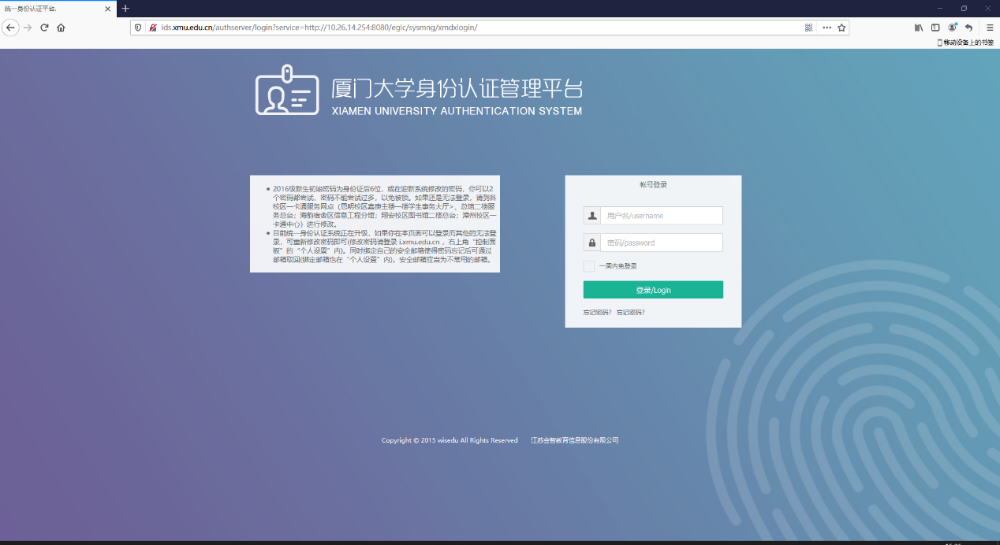 统一身份认证平台.
ids.xmu.edu.cn/authserver/login?service=http://10.26.14.254:8080/eglc/sysmng/xmdxlogin/
移动设备上的书签
厦门大学身份认证管理平台
XIAMEN UNIVERSITY AUTHENTICATION SYSTEM
2016级新生初始密码为身份证后6位，或在迎新系统修改的密码，你可以2
个密码都尝试，密码不能尝试过多，以免被锁。如果还是无法登录，请到各
校区一卡通服务网点（思明校区嘉庚主楼一楼学生事务大厅>、总馆二楼服
务总台；海韵宿舍区信息工程分馆；翔安校区图书馆二楼总台；漳州校区一
卡通中心）进行修改。
目前统一身份认证系统正在升级，如果你在本页面可以登录而其他的无法登
录，可重新修改密码即可(修改密码请登录 i.xmu.edu.cn ，右上角“控制面
板”的“个人设置”内)。同时绑定自己的安全邮箱使得密码忘记后可通过
邮箱取回(绑定邮箱也在“个人设置”内)。安全邮箱应当为不常用的邮箱。
帐号登录
用户名/username
密码/password
一周内免登录
登录/Login
忘记密码？ 忘记密码?
Copyright © 2015 wisedu All Rights Reserved 江苏金智教育信息股份有限公司